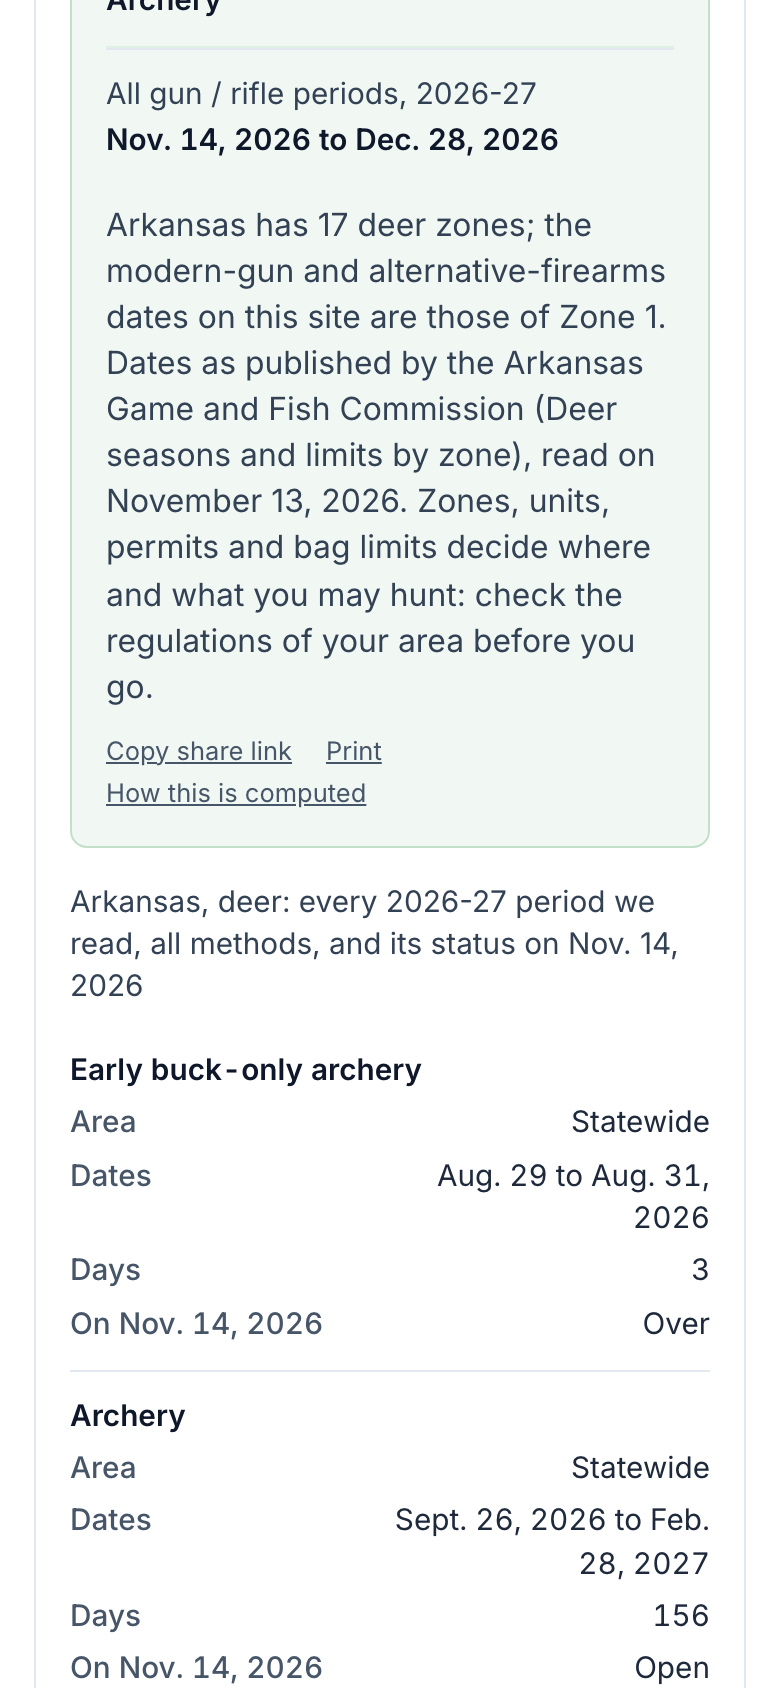 Archery
All gun / rifle periods, 2026-27
Nov. 14, 2026 to Dec. 28, 2026
Arkansas has 17 deer zones; the
modern-gun and alternative-firearms
dates on this site are those of Zone 1.
Dates as published by the Arkansas
Game and Fish Commission (Deer
seasons and limits by zone), read on
November 13, 2026. Zones, units,
permits and bag limits decide where
and what you may hunt: check the
regulations of your area before you
go.
Copy share link Print
How this is computed
Arkansas, deer: every 2026-27 period we
read, all methods, and its status on Nov. 14,
2026
Early buck-only archery
Area Statewide
Dates Aug. 29 to Aug. 31,
2026
Days 3
On Nov. 14, 2026 Over
Archery
Area Statewide
Dates Sept. 26, 2026 to Feb.
28, 2027
Days 156
On Nov. 14, 2026 Open